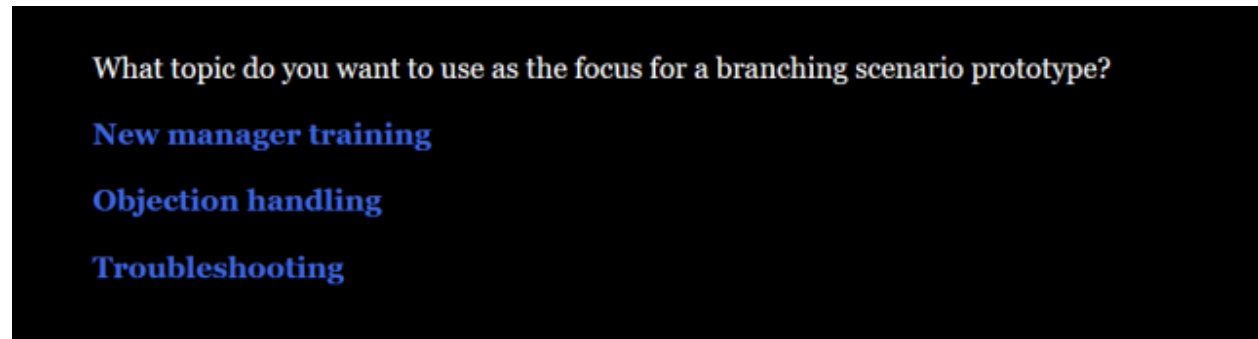 What topic do you want to use as the focus for a branching scenario prototype?
New manager training
Objection handling
Troubleshooting